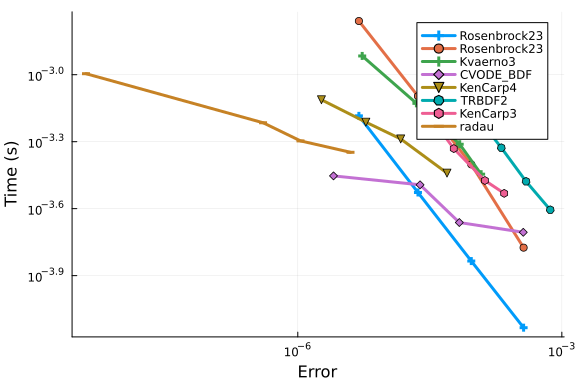 Time (s)
10⁻³·⁰
10⁻³·³
10⁻³·⁶
10⁻³·⁹
Rosenbrock23
Rosenbrock23
Kvaerno3
CVODE_BDF
KenCarp4
TRBDF2
KenCarp3
radau
10⁻⁶
10⁻³
Error